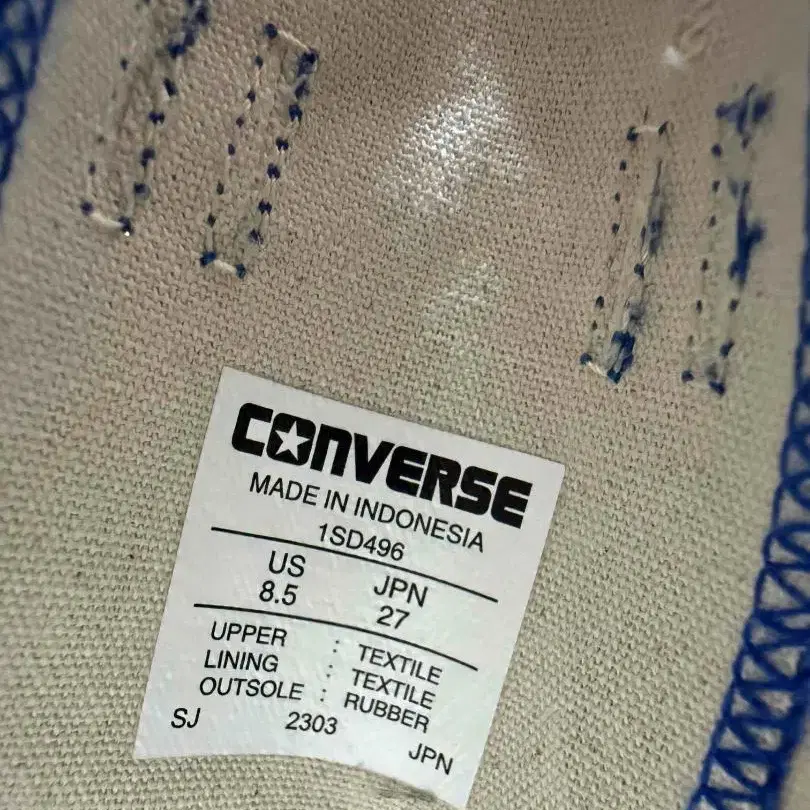 CONVERSE
MADE IN INDONESIA
1SD496
US JPN
8.5 27
UPPER : TEXTILE
LINING : TEXTILE
OUTSOLE : RUBBER
SJ 2303 JPN